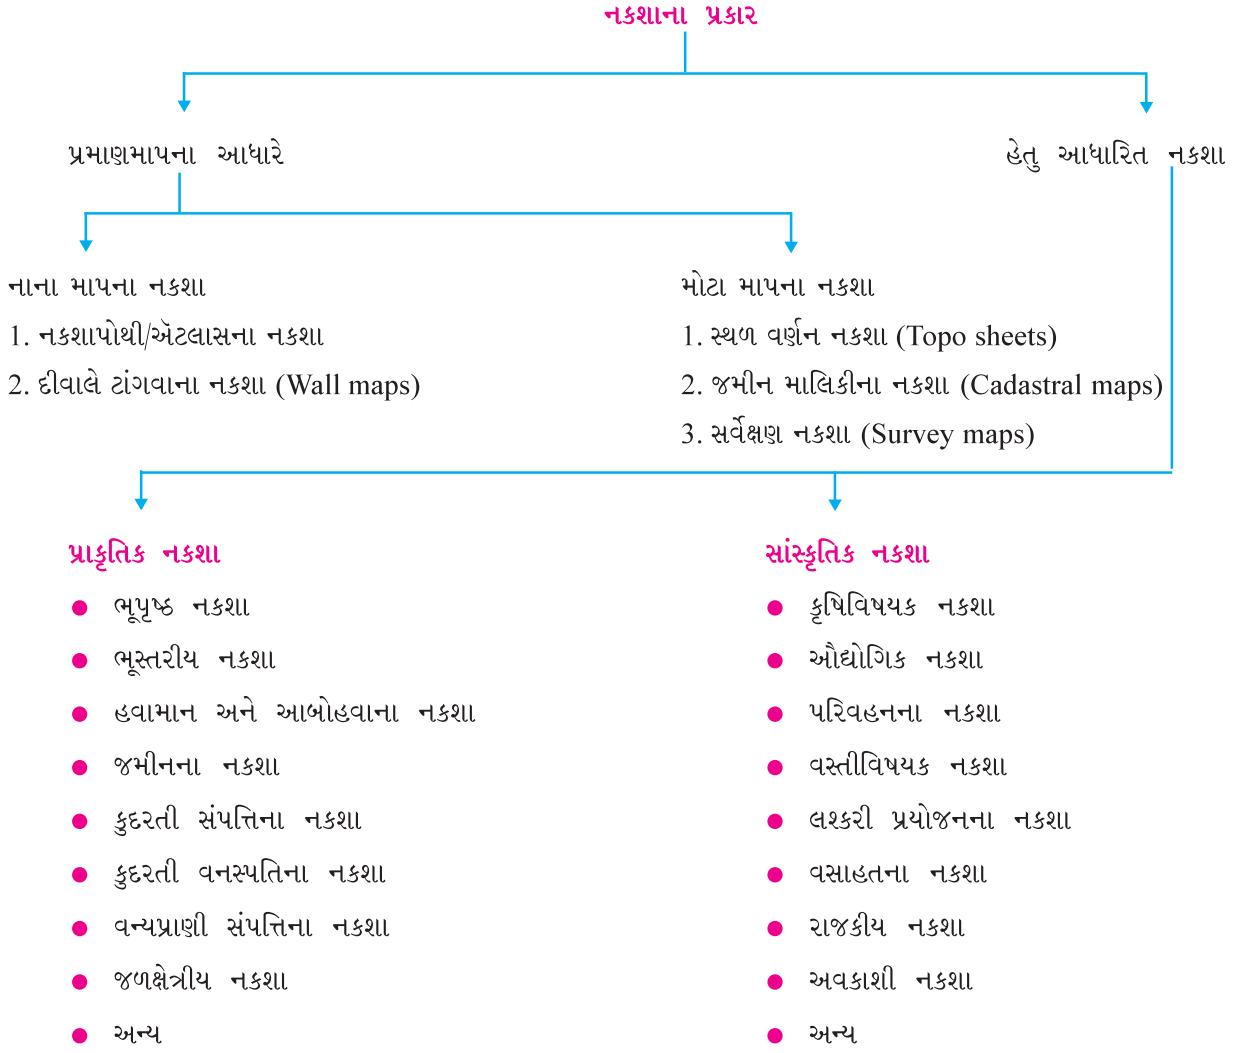 નકશાના પ્રકાર
પ્રમાણમાપના આધારે
હેતુ આધારિત નકશા
નાના માપના નકશા
1. નકશાપોથી/ઍટલાસના નકશા
2. દીવાલે ટાંગવાના નકશા (Wall maps)
મોટા માપના નકશા
1. સ્થળ વર્ણન નકશા (Topo sheets)
2. જમીન માલિકીના નકશા (Cadastral maps)
3. સર્વેક્ષણ નકશા (Survey maps)
પ્રાકૃતિક નકશા
● ભૂપૃષ્ઠ નકશા
● ભૂસ્તરીય નકશા
● હવામાન અને આબોહવાના નકશા
● જમીનના નકશા
● કુદરતી સંપત્તિના નકશા
● કુદરતી વનસ્પતિના નકશા
● વન્યપ્રાણી સંપત્તિના નકશા
● જળક્ષેત્રીય નકશા
● અન્ય
સાંસ્કૃતિક નકશા
● કૃષિવિષયક નકશા
● ઔદ્યોગિક નકશા
● પરિવહનના નકશા
● વસ્તીવિષયક નકશા
● લશ્કરી પ્રયોજનના નકશા
● વસાહતના નકશા
● રાજકીય નકશા
● અવકાશી નકશા
● અન્ય